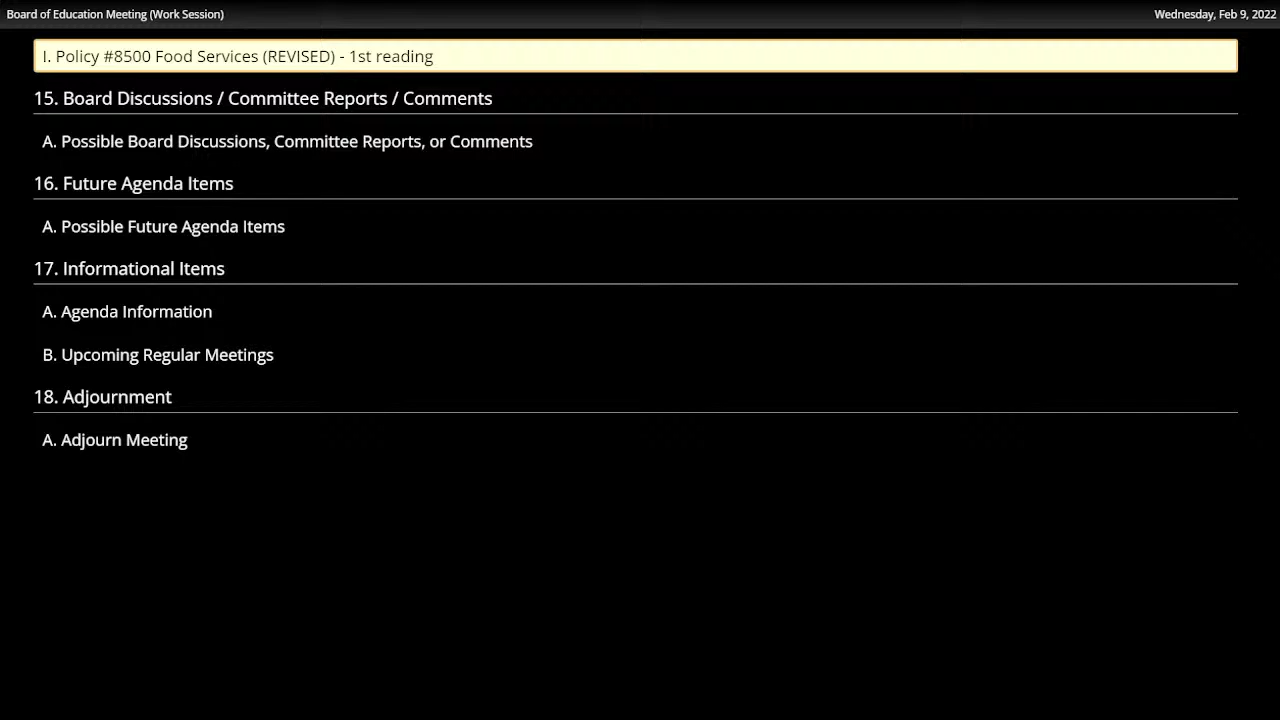 Board of Education Meeting (Work Session)
Wednesday, Feb 9, 2022
I. Policy #8500 Food Services (REVISED) - 1st reading
15. Board Discussions / Committee Reports / Comments
A. Possible Board Discussions, Committee Reports, or Comments
16. Future Agenda Items
A. Possible Future Agenda Items
17. Informational Items
A. Agenda Information
B. Upcoming Regular Meetings
18. Adjournment
A. Adjourn Meeting